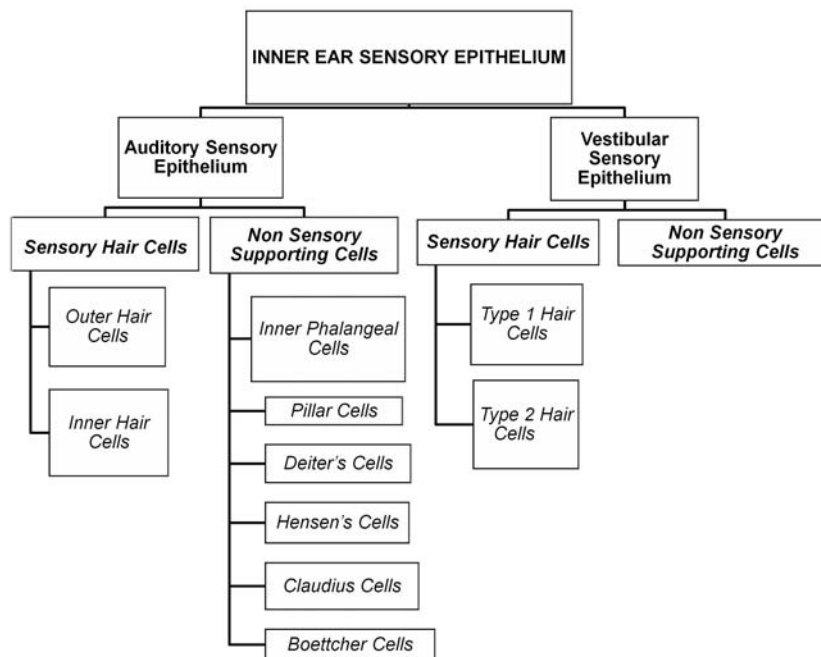 INNER EAR SENSORY EPITHELIUM
Auditory Sensory
Epithelium
Vestibular
Sensory
Epithelium
Sensory Hair Cells
Non Sensory
Supporting Cells
Sensory Hair Cells
Non Sensory
Supporting Cells
Outer Hair
Cells
Inner Hair
Cells
Inner Phalangeal
Cells
Pillar Cells
Deiter's Cells
Hensen's Cells
Claudius Cells
Boettcher Cells
Type 1 Hair
Cells
Type 2 Hair
Cells